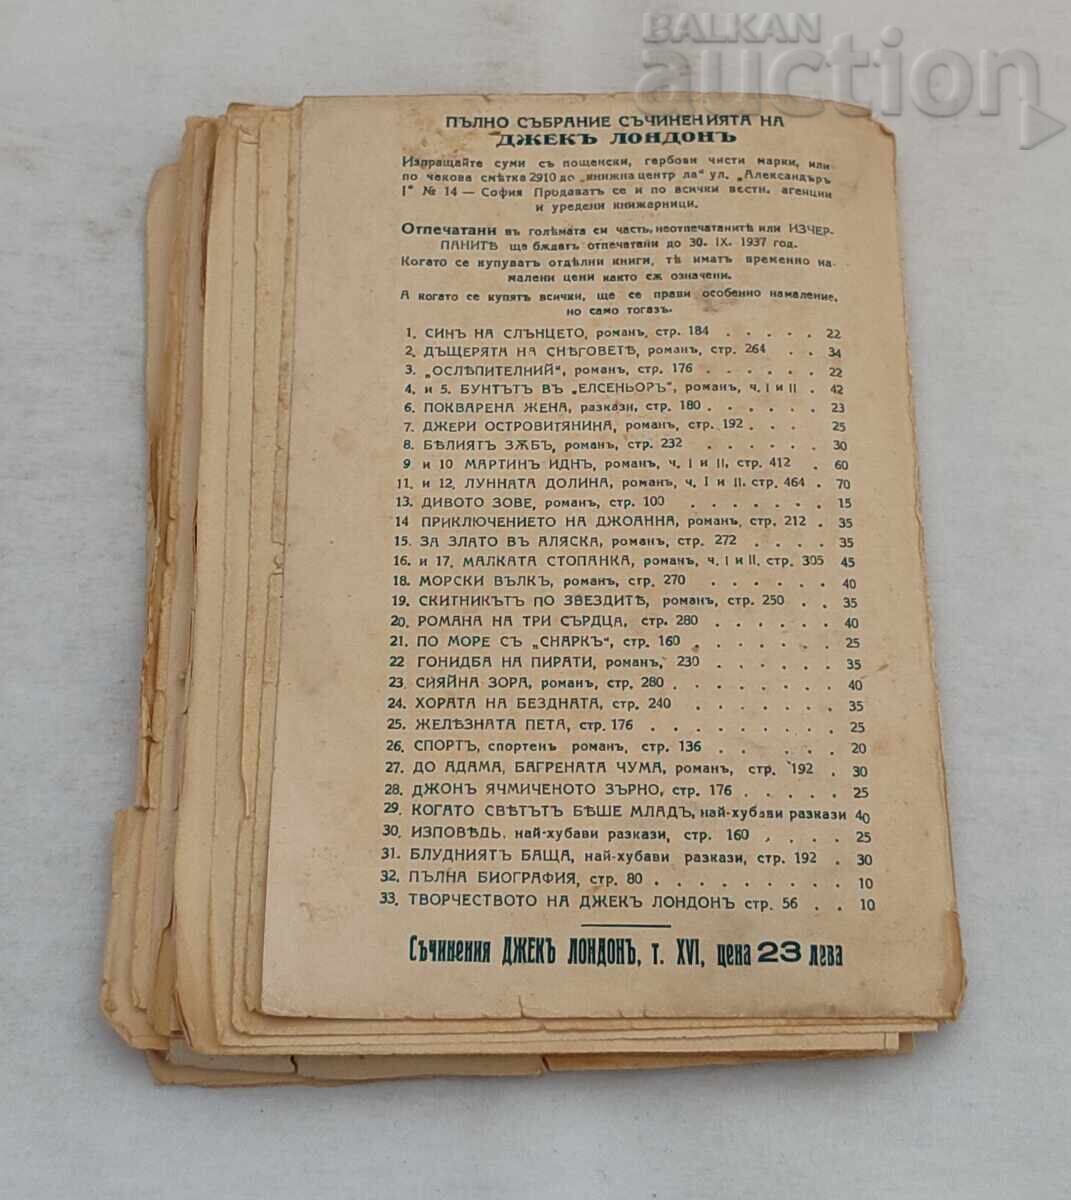 BALKAN
auction
ПЪЛНО СЪБРАНИЕ СЪЧИНЕНИЯТА НА
ДЖЕКЪ ЛОНДОНЪ
Изпращайте суми съ пощенски, гербови чисти марки, или
по чекова смѣтка 2910 до „книжна центр ла" ул. „Александъръ
I" № 14 — София Продаватъ се и по всички вестн. агенции
и уредени книжарници.
Отпечатани въ голѣмата си часть, неотпечатанитѣ или ИЗЧЕР-
ПАНИТѢ ще бѫдатъ отпечатани до 30. IX. 1937 год.
Когато се купуватъ отдѣлни книги, тѣ иматъ временно на-
малени цени както сѫ означени.
А когато се купятъ всички, ще се прави особенно намаление,
но само тогазъ.
1. СИНЪ НА СЛЪНЦЕТО, романъ, стр. 184 . . . . . 22
2. ДЪЩЕРЯТА НА СНѢГОВЕТѢ, романъ, стр. 264 . . 34
3. „ОСЛѢПИТЕЛНИЙ", романъ, стр. 176 . . . . . . 22
4. и 5. БУНТЪТЪ ВЪ „ЕЛСЕНЬОРЪ", романъ, ч. I и II . 42
6. ПОКВАРЕНА ЖЕНА, разкази, стр. 180 . . . . . . 23
7. ДЖЕРИ ОСТРОВИТЯНИНА, романъ, стр. 192 . . . 25
8. БѢЛИЯТЪ ЗѪБЪ, романъ, стр. 232 . . . . . . 30
9 и 10 МАРТИНЪ ИДНЪ, романъ, ч. I и II, стр. 412 . 60
11. и 12, ЛУННАТА ДОЛИНА, романъ, ч. I и II. стр. 464 . 70
13. ДИВОТО ЗОВЕ, романъ, стр. 100 . . . . . . . 15
14 ПРИКЛЮЧЕНИЕТО НА ДЖОАННА, романъ, стр. 212 . 35
15. ЗА ЗЛАТО ВЪ АЛЯСКА, романъ, стр. 272 . . . . 35
16. и 17. МАЛКАТА СТОПАНКА, романъ, ч. I и II. стр. 305 45
18. МОРСКИ ВЪЛКЪ, романъ, стр. 270 . . . . . . 40
19. СКИТНИКЪТЪ ПО ЗВЕЗДИТѢ, романъ, стр. 250 . . 35
20. РОМАНА НА ТРИ СЪРДЦА, стр. 280 . . . . . . 40
21. ПО МОРЕ СЪ „СНАРКЪ", стр. 160 . . . . . . . 25
22 ГОНИДБА НА ПИРАТИ, романъ, 230 . . . . . . 35
23. СИЯЙНА ЗОРА, романъ, стр. 280 . . . . . . . . 40
24. ХОРАТА НА БЕЗДНАТА, стр. 240 . . . . . . . 35
25. ЖЕЛѢЗНАТА ПЕТА, стр. 176 . . . . . . . . 25
26. СПОРТЪ, спортенъ романъ, стр. 136 . . . . . 20
27. ДО АДАМА, БАГРЕНАТА ЧУМА, романъ, стр. 192 . 30
28. ДЖОНЪ ЯЧМИЧЕНОТО ЗЪРНО, стр. 176 . . . . . 25
29. КОГАТО СВѢТЪТЪ БѢШЕ МЛАДЪ, най-хубави разкази 40
30. ИЗПОВѢДЬ, най-хубави разкази, стр. 160 . . . . 25
31. БЛУДНИЯТЪ БАЩА, най-хубави разкази, стр. 192 . 30
32. ПЪЛНА БИОГРАФИЯ, стр. 80 . . . . . . . . . 10
33. ТВОРЧЕСТВОТО НА ДЖЕКЪ ЛОНДОНЪ стр. 56 . . 10
Съчинения ДЖЕКЪ ЛОНДОНЪ, т. XVI, цена 23 лева